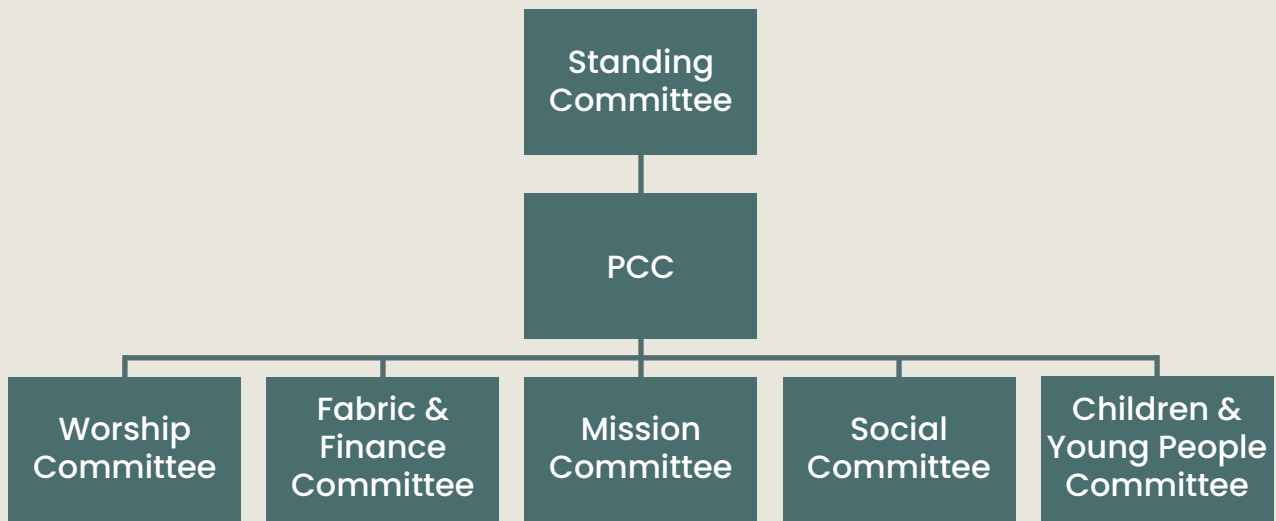 Standing
Committee
PCC
Worship
Committee
Fabric &
Finance
Committee
Mission
Committee
Social
Committee
Children &
Young People
Committee